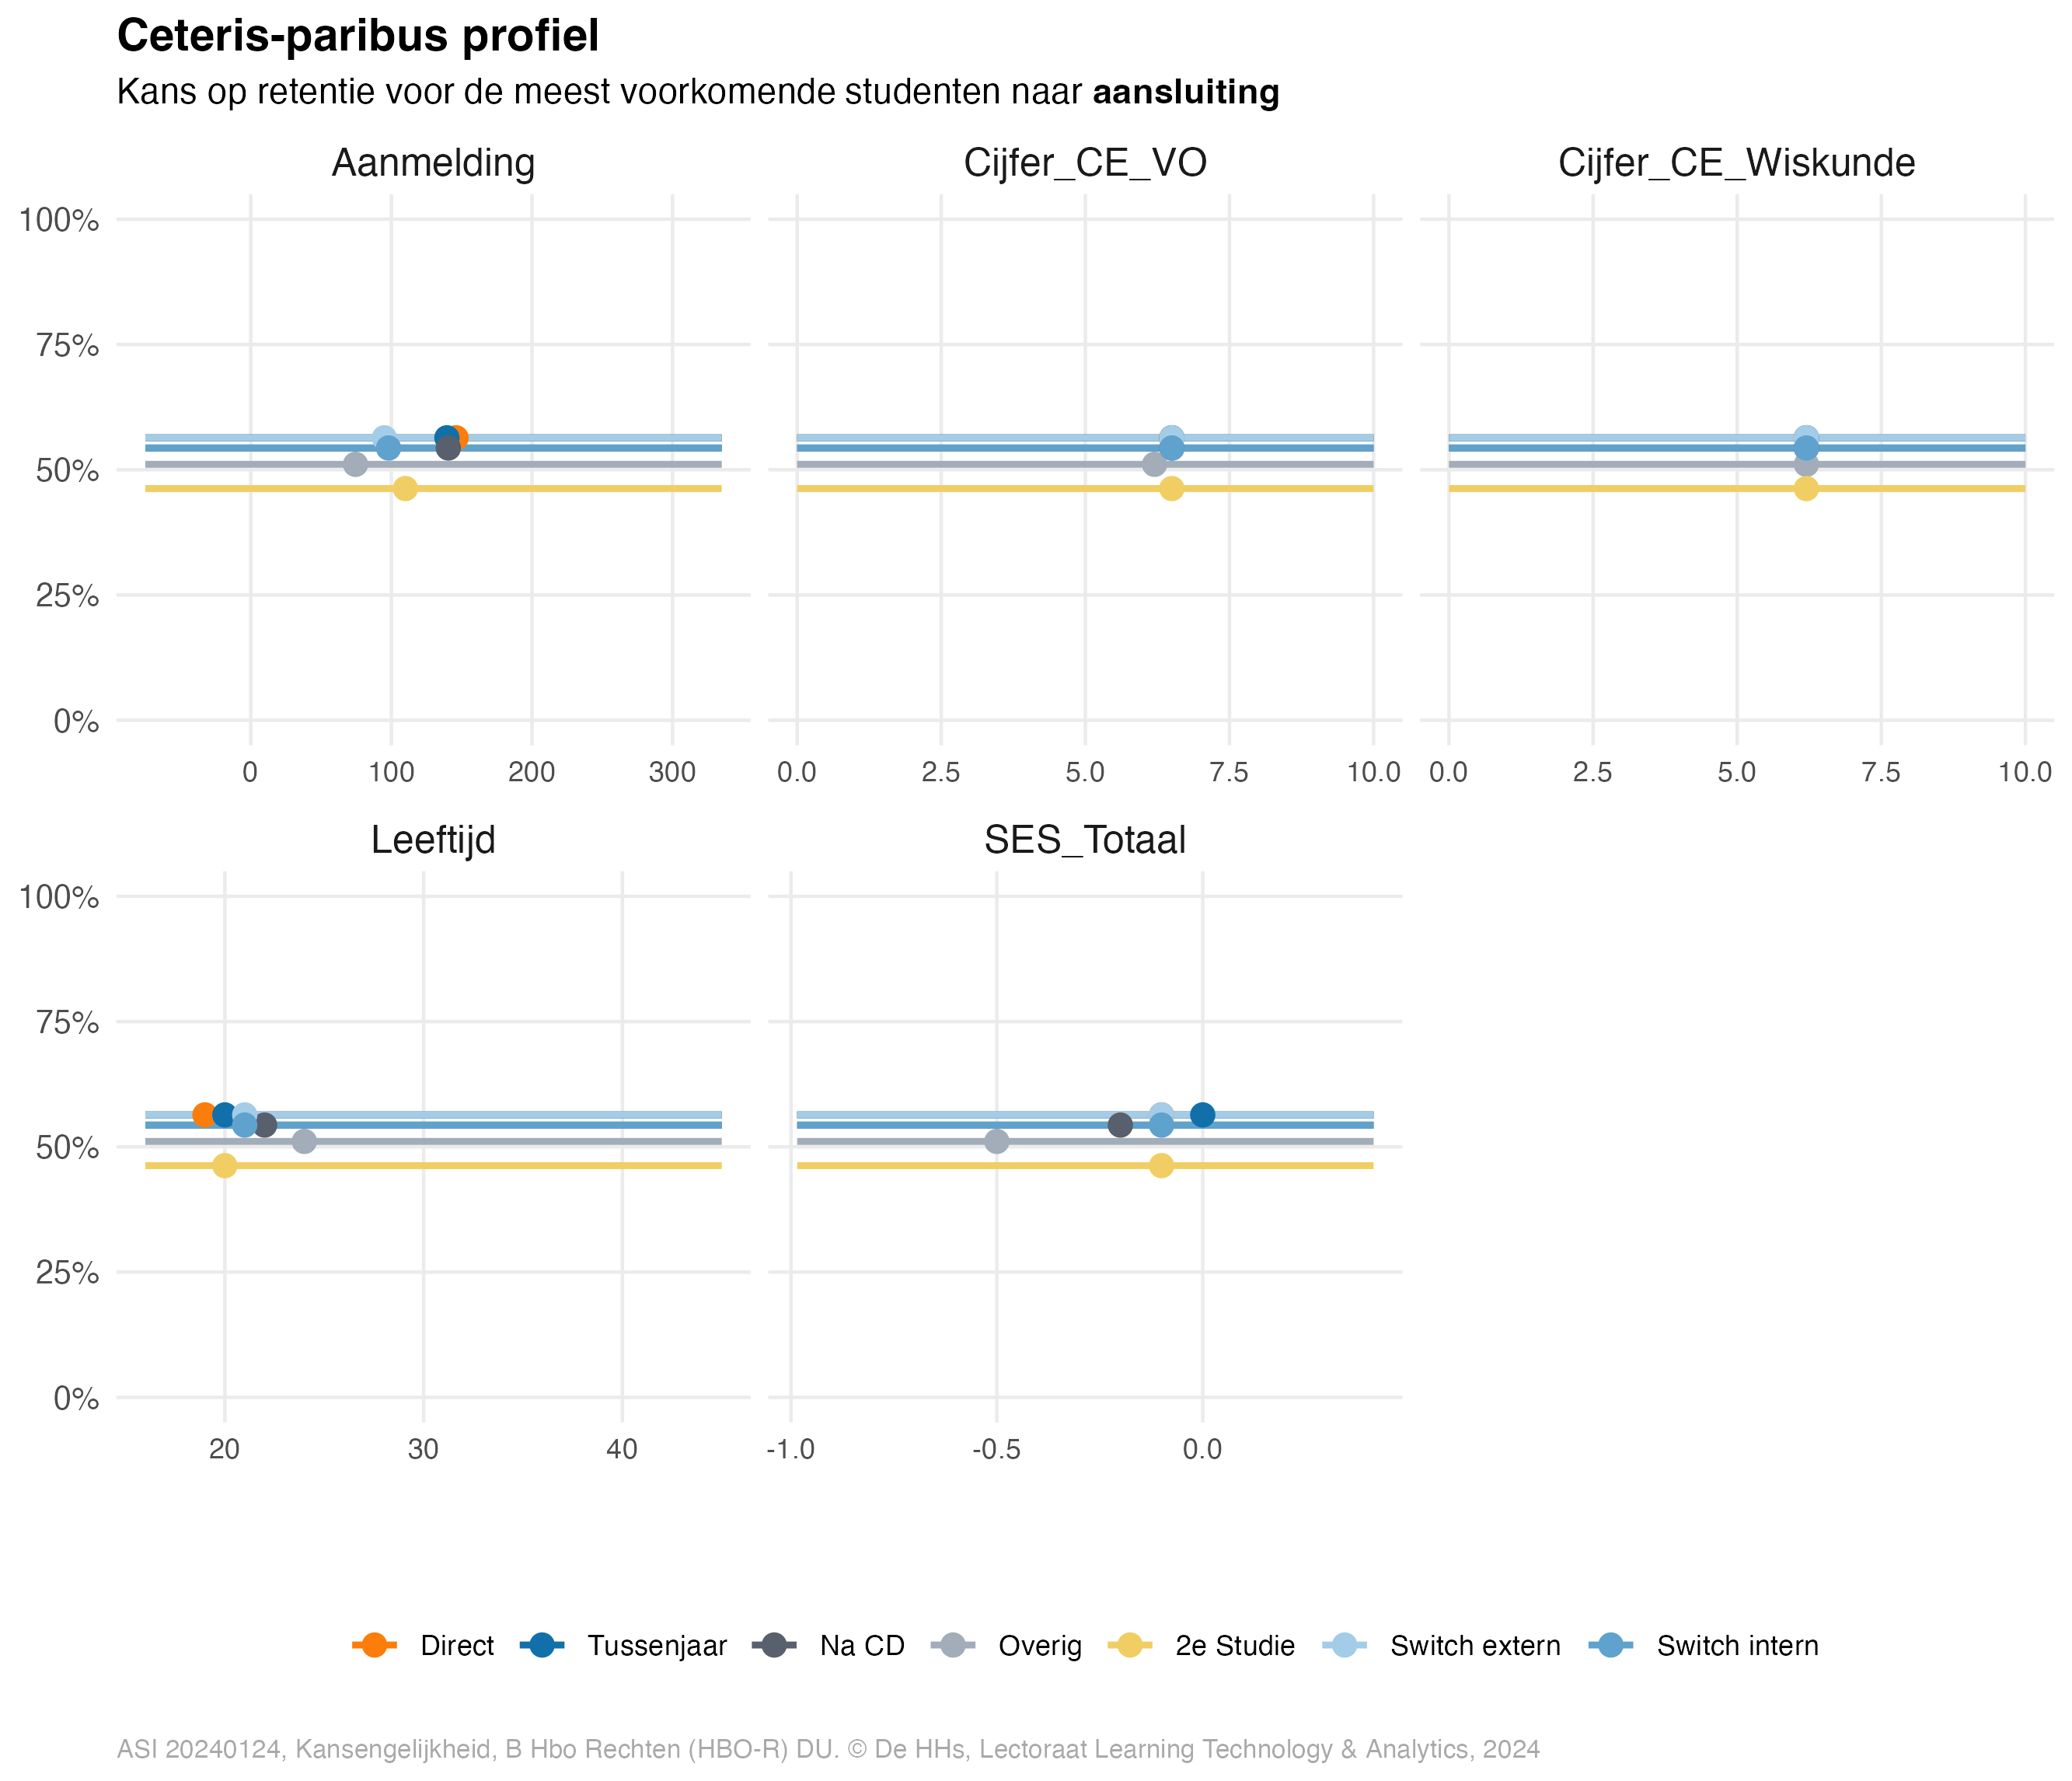 Ceteris-paribus profiel
Kans op retentie voor de meest voorkomende studenten naar aansluiting
Aanmelding
Cijfer_CE_VO
Cijfer_CE_Wiskunde
100%
75%
50%
25%
0%
0 100 200 300
0.0 2.5 5.0 7.5 10.0
0.0 2.5 5.0 7.5 10.0
Leeftijd
SES_Totaal
100%
75%
50%
25%
0%
20 30 40
-1.0 -0.5 0.0
Direct Tussenjaar Na CD Overig 2e Studie Switch extern Switch intern
ASI 20240124, Kansengelijkheid, B Hbo Rechten (HBO-R) DU. © De HHs, Lectoraat Learning Technology & Analytics, 2024